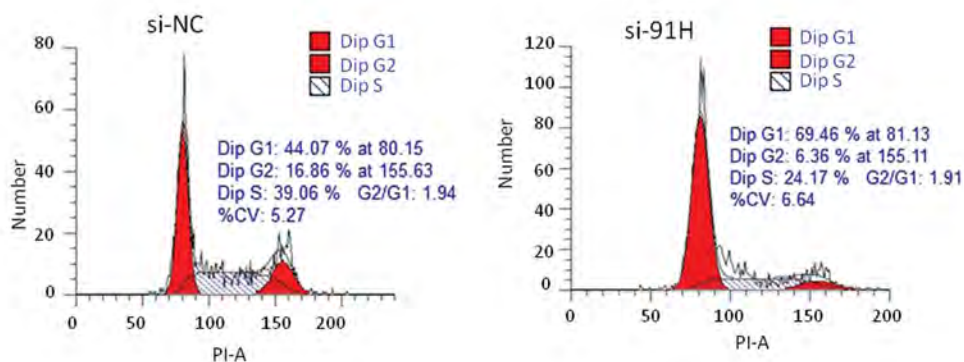 si-NC
80
60
40
20
0
Number
Dip G1
Dip G2
Dip S
Dip G1: 44.07 % at 80.15
Dip G2: 16.86 % at 155.63
Dip S: 39.06 % G2/G1: 1.94
%CV: 5.27
0 100 150 200
PI-A
si-91H
120
100
80
60
40
20
0
Number
Dip G1
Dip G2
Dip S
Dip G1: 69.46 % at 81.13
Dip G2: 6.36 % at 155.11
Dip S: 24.17 % G2/G1: 1.91
%CV: 6.64
0 50 100 150 200
PI-A